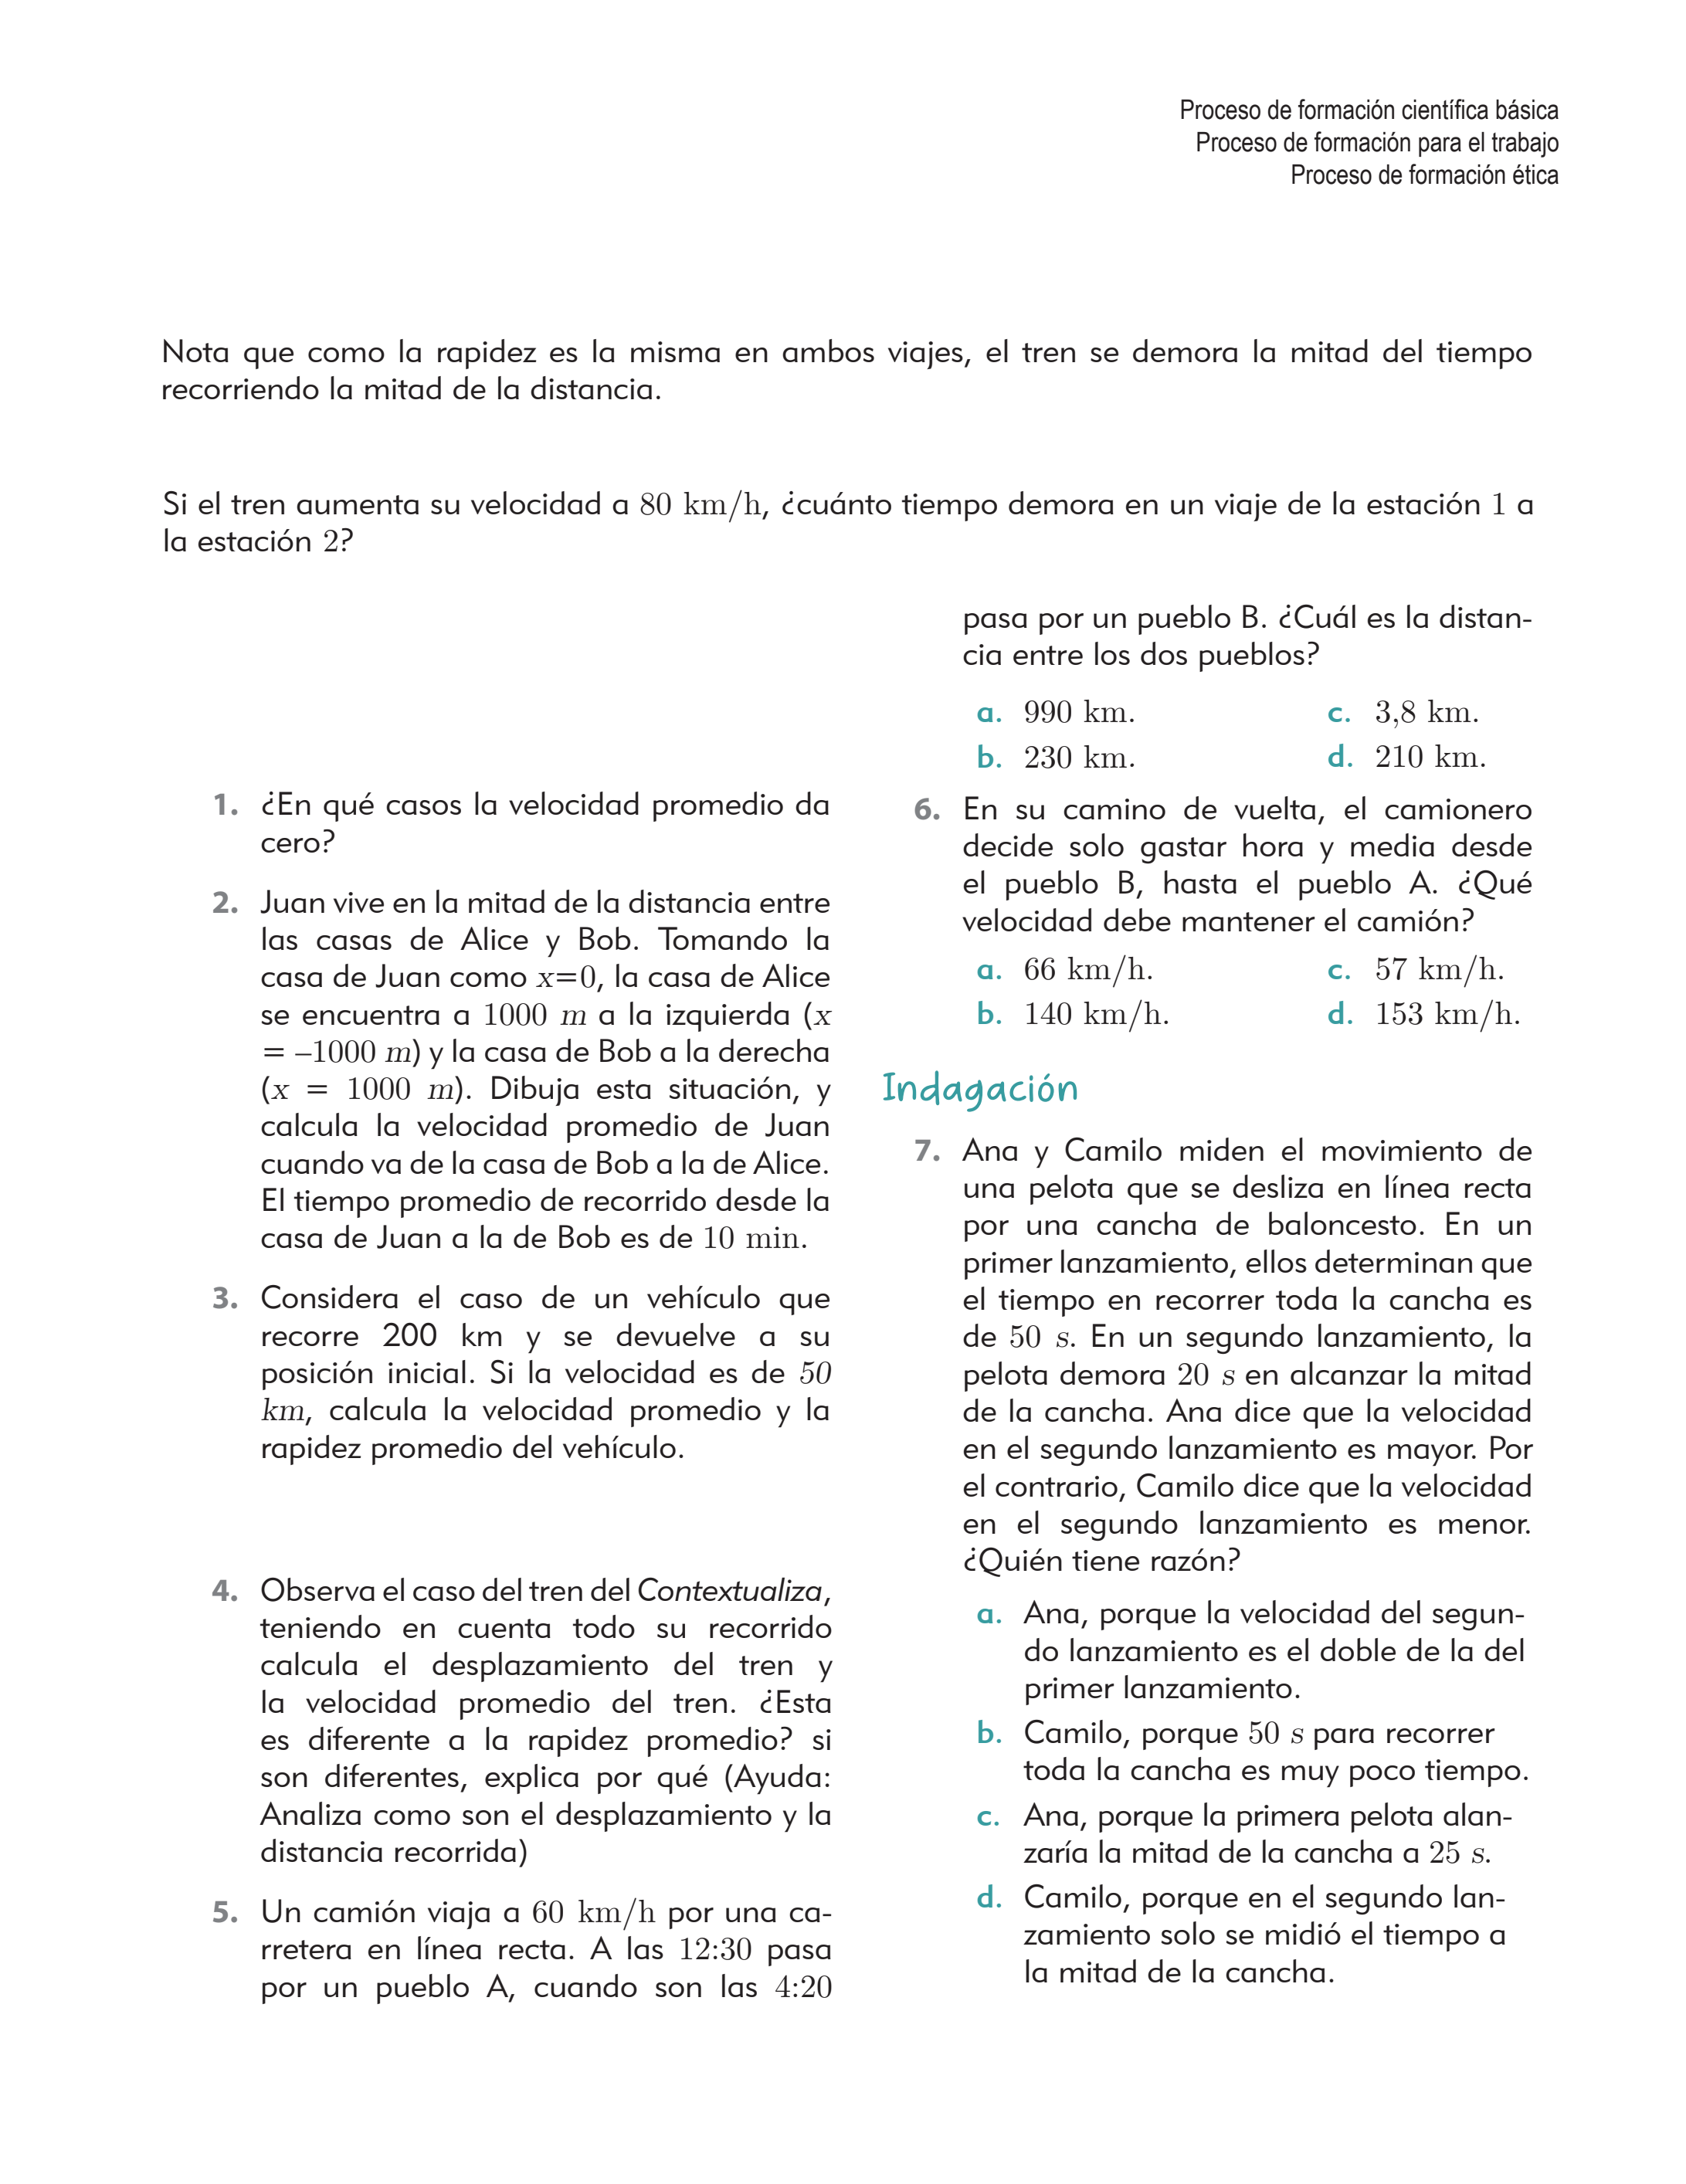 Proceso de formación científica básica
Proceso de formación para el trabajo
Proceso de formación ética
Nota que como la rapidez es la misma en ambos viajes, el tren se demora la mitad del tiempo
recorriendo la mitad de la distancia.
Si el tren aumenta su velocidad a 80 km/h, ¿cuánto tiempo demora en un viaje de la estación 1 a
la estación 2?
1. ¿En qué casos la velocidad promedio da
cero?
2. Juan vive en la mitad de la distancia entre
las casas de Alice y Bob. Tomando la
casa de Juan como x=0, la casa de Alice
se encuentra a 1000 m a la izquierda (x
= –1000 m) y la casa de Bob a la derecha
(x = 1000 m). Dibuja esta situación, y
calcula la velocidad promedio de Juan
cuando va de la casa de Bob a la de Alice.
El tiempo promedio de recorrido desde la
casa de Juan a la de Bob es de 10 min.
3. Considera el caso de un vehículo que
recorre 200 km y se devuelve a su
posición inicial. Si la velocidad es de 50
km, calcula la velocidad promedio y la
rapidez promedio del vehículo.
4. Observa el caso del tren del Contextualiza,
teniendo en cuenta todo su recorrido
calcula el desplazamiento del tren y
la velocidad promedio del tren. ¿Esta
es diferente a la rapidez promedio? si
son diferentes, explica por qué (Ayuda:
Analiza como son el desplazamiento y la
distancia recorrida)
5. Un camión viaja a 60 km/h por una ca-
rretera en línea recta. A las 12:30 pasa
por un pueblo A, cuando son las 4:20
pasa por un pueblo B. ¿Cuál es la distan-
cia entre los dos pueblos?
a. 990 km. c. 3,8 km.
b. 230 km. d. 210 km.
6. En su camino de vuelta, el camionero
decide solo gastar hora y media desde
el pueblo B, hasta el pueblo A. ¿Qué
velocidad debe mantener el camión?
a. 66 km/h. c. 57 km/h.
b. 140 km/h. d. 153 km/h.
Indagación
7. Ana y Camilo miden el movimiento de
una pelota que se desliza en línea recta
por una cancha de baloncesto. En un
primer lanzamiento, ellos determinan que
el tiempo en recorrer toda la cancha es
de 50 s. En un segundo lanzamiento, la
pelota demora 20 s en alcanzar la mitad
de la cancha. Ana dice que la velocidad
en el segundo lanzamiento es mayor. Por
el contrario, Camilo dice que la velocidad
en el segundo lanzamiento es menor.
¿Quién tiene razón?
a. Ana, porque la velocidad del segun-
do lanzamiento es el doble de la del
primer lanzamiento.
b. Camilo, porque 50 s para recorrer
toda la cancha es muy poco tiempo.
c. Ana, porque la primera pelota alan-
zaría la mitad de la cancha a 25 s.
d. Camilo, porque en el segundo lan-
zamiento solo se midió el tiempo a
la mitad de la cancha.